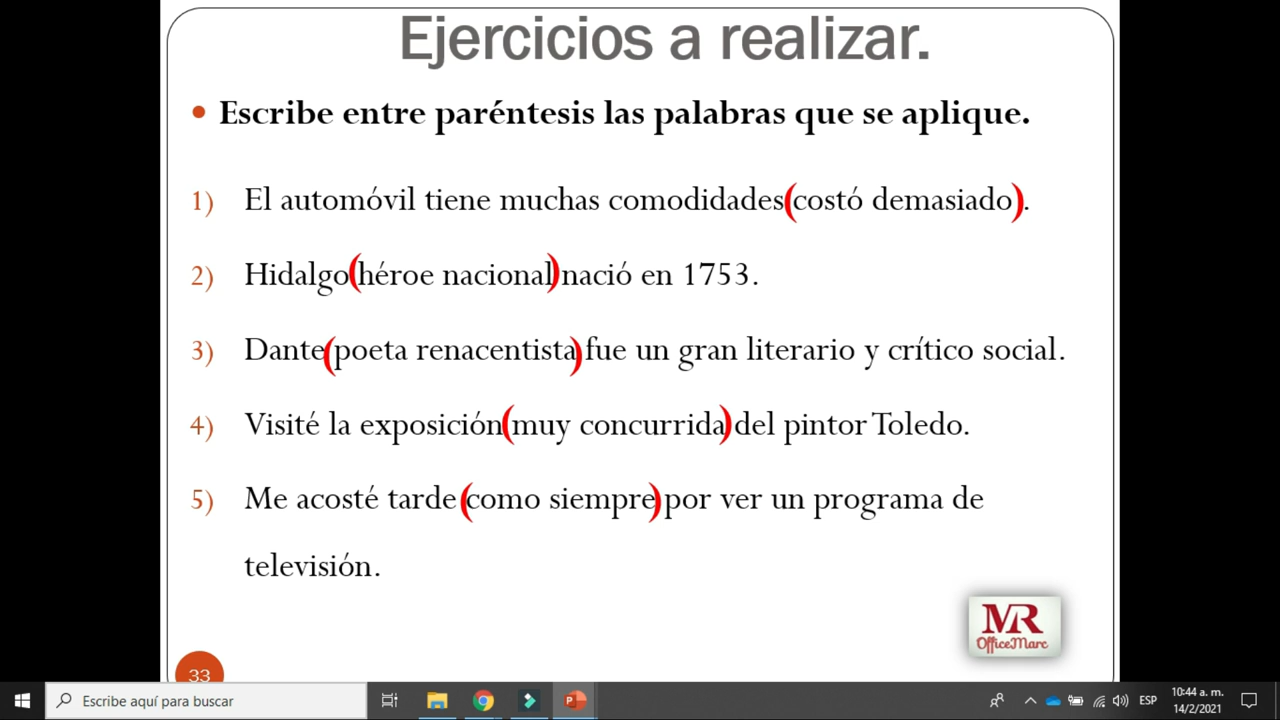 Ejercicios a realizar.
• Escribe entre paréntesis las palabras que se aplique.
1) El automóvil tiene muchas comodidades(costó demasiado).
2) Hidalgo(héroe nacional)nació en 1753.
3) Dante(poeta renacentista)fue un gran literario y crítico social.
4) Visité la exposición(muy concurrida)del pintor Toledo.
5) Me acosté tarde(como siempre)por ver un programa de
televisión.
MR
OfficeMarc
33
Escribe aquí para buscar
ESP
10:44 a. m.
14/2/2021